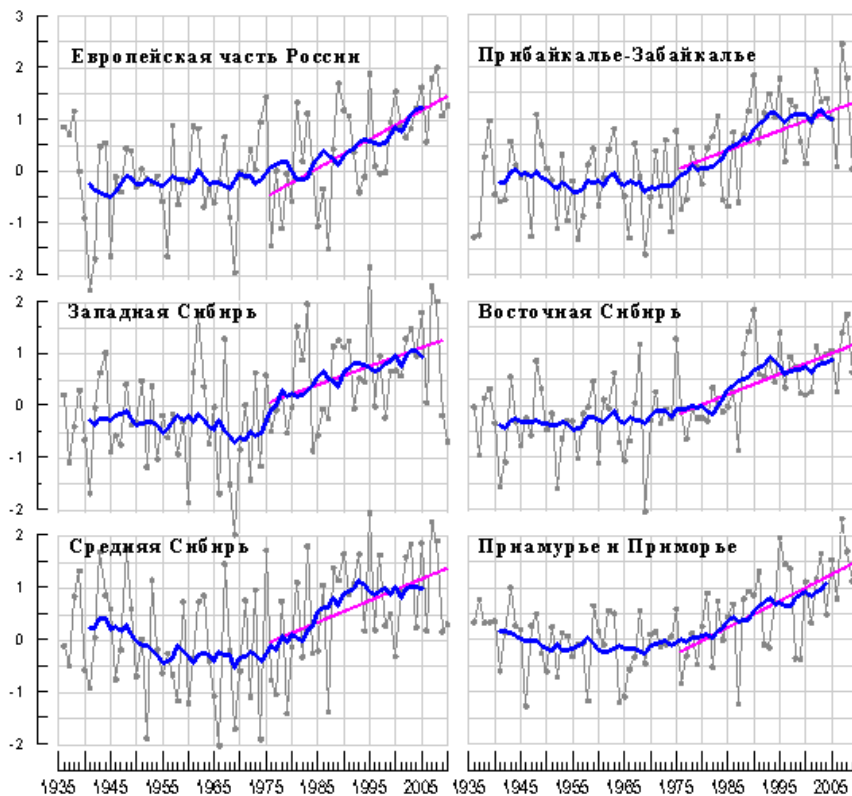 3
Европейская часть России
Прибайкалье-Забайкалье
2
1
0
-1
-2
Западная Сибирь
Восточная Сибирь
2
1
0
-1
-2
Средняя Сибирь
Приамурье и Приморье
2
1
0
-1
-2
1935 1945 1955 1965 1975 1985 1995 2005 1935 1945 1955 1965 1975 1985 1995 2005